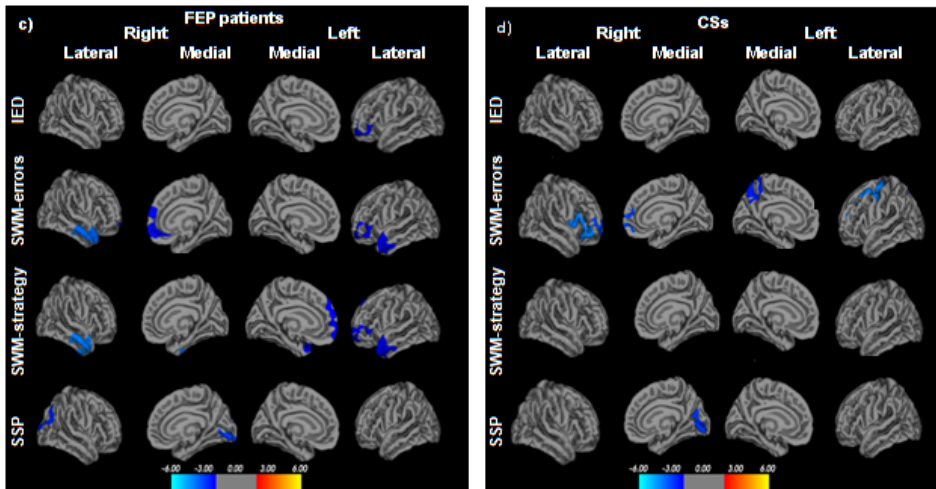 c)
FEP patients
Right Left
Lateral Medial Medial Lateral
IED
SWM-errors
SWM-strategy
SSP
-6.00 -3.00 0.00 3.00 6.00
d)
CSs
Right Left
Lateral Medial Medial Lateral
IED
SWM-errors
SWM-strategy
SSP
-6.00 -3.00 0.00 3.00 6.00